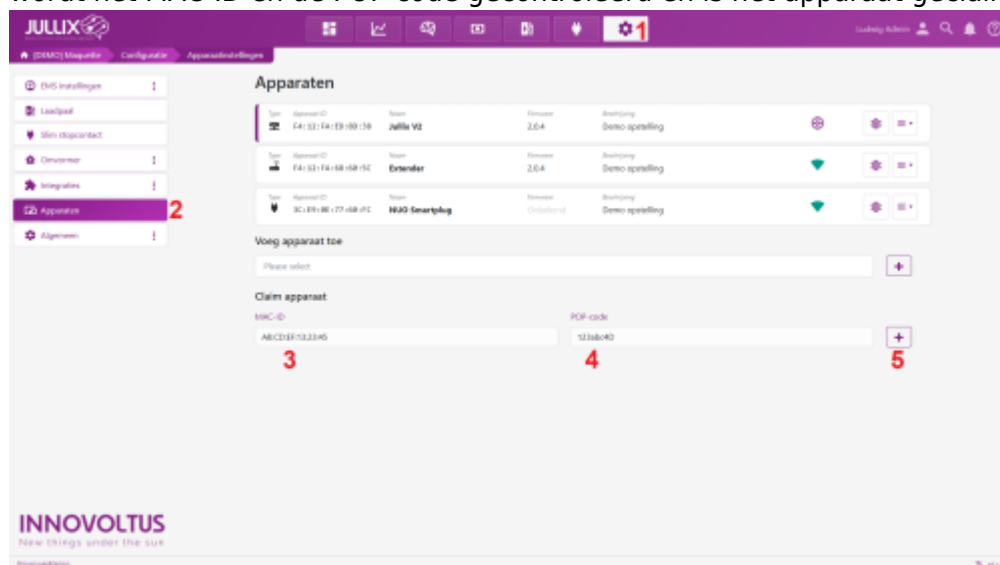 wordt het MAC-ID en de POP-code gecontroleerd en is het apparaat geclaimd
JULLIX
1
Ludwig Admin
[DEMO] Maquette
Configuratie
Apparaatinstellingen
EMS instellingen
Laadpaal
Slim stopcontact
Omvormer
Integraties
Apparaten
2
Algemeen
Apparaten
Type Apparaat ID Naam Firmware Beschrijving
Jullix V2 2.0.4 Demo opstelling
Type Apparaat ID Naam Firmware Beschrijving
Extender 2.0.4 Demo opstelling
Type Apparaat ID Naam Firmware Beschrijving
NUO Smartplug Onbekend Demo opstelling
Voeg apparaat toe
Please select
Claim apparaat
MAC-ID POP-code
3 4 5
INNOVOLTUS
New things under the sun